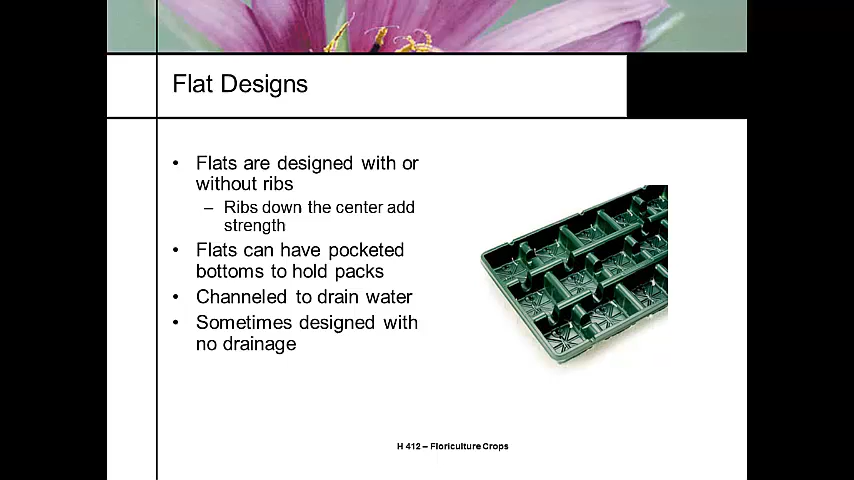 Flat Designs
• Flats are designed with or
without ribs
– Ribs down the center add
strength
• Flats can have pocketed
bottoms to hold packs
• Channeled to drain water
• Sometimes designed with
no drainage
H 412 – Floriculture Crops